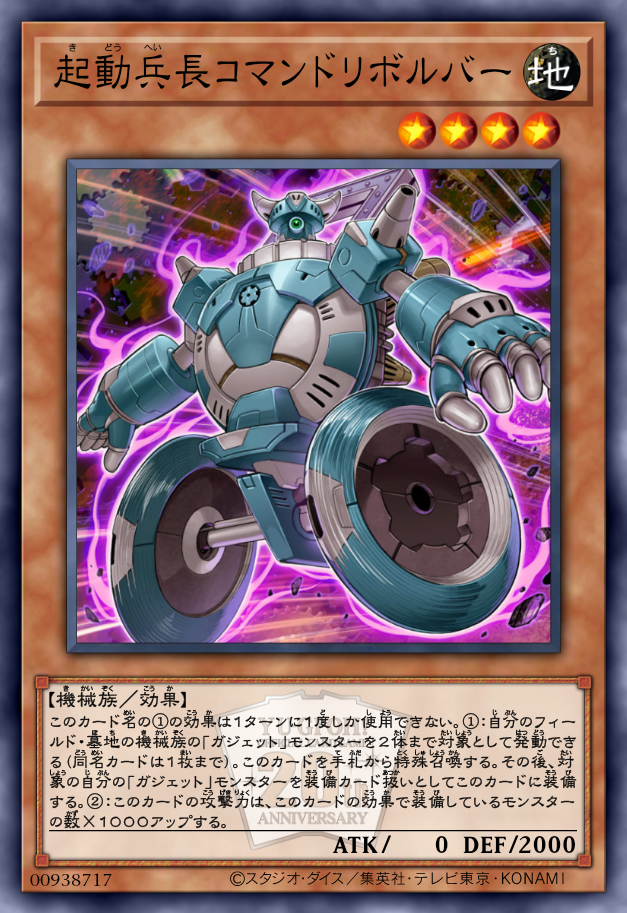 起動兵長コマンドリボルバー
地
【機械族／効果】
このカード名の①の効果は1ターンに1度しか使用できない。①：自分のフィー
ルド・墓地の機械族の「ガジェット」モンスターを2体まで対象として発動でき
る(同名カードは1枚まで)。このカードを手札から特殊召喚する。その後、対
象の自分の「ガジェット」モンスターを装備カード扱いとしてこのカードに装備
する。②：このカードの攻撃力は、このカードの効果で装備しているモンスター
の数×1000アップする。
YU-GI-OH!
20th
ANNIVERSARY
ATK/ 0 DEF/2000
00938717
©スタジオ・ダイス／集英社・テレビ東京・KONAMI